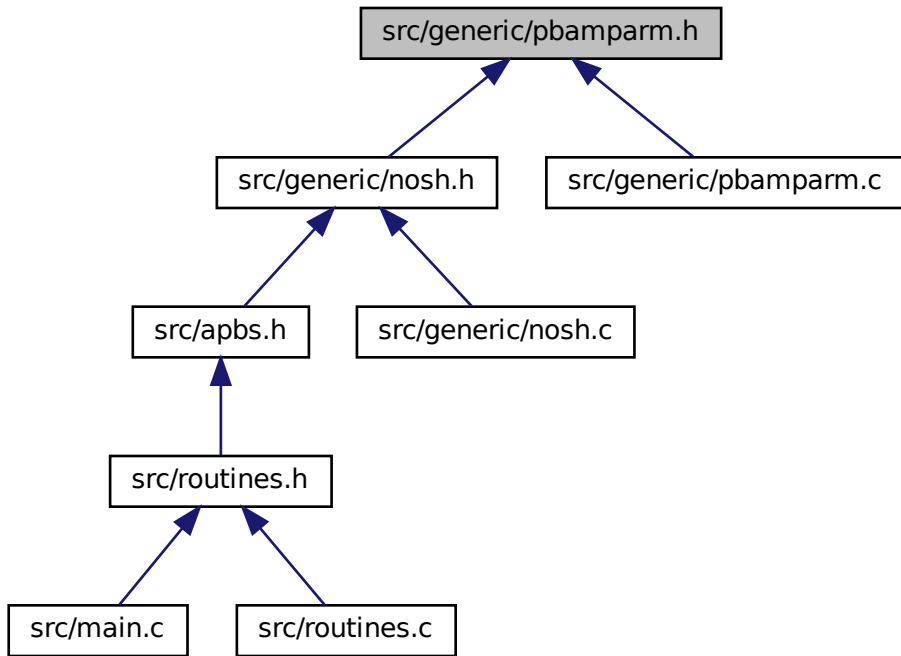 src/generic/pbamparm.h
src/generic/nosh.h
src/generic/pbamparm.c
src/apbs.h
src/generic/nosh.c
src/routines.h
src/main.c
src/routines.c